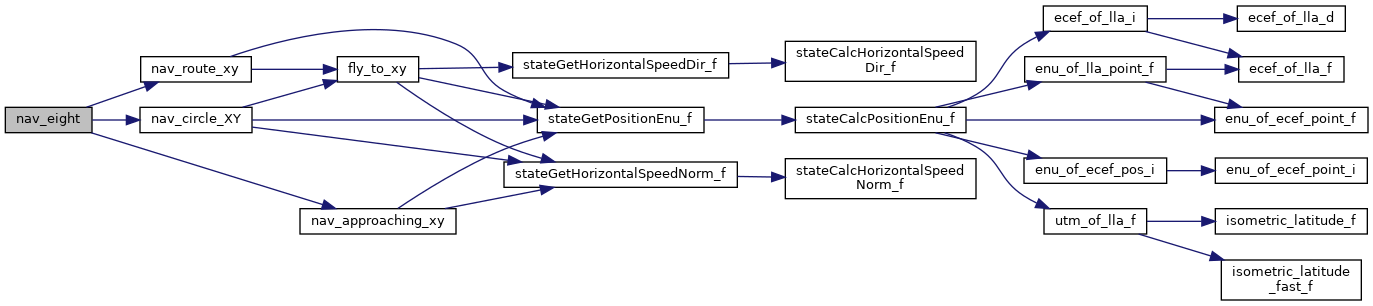 nav_eight
nav_route_xy
nav_circle_XY
nav_approaching_xy
fly_to_xy
stateGetHorizontalSpeedDir_f
stateGetPositionEnu_f
stateGetHorizontalSpeedNorm_f
stateCalcHorizontalSpeed
Dir_f
stateCalcPositionEnu_f
stateCalcHorizontalSpeed
Norm_f
ecef_of_lla_i
enu_of_lla_point_f
enu_of_ecef_pos_i
utm_of_lla_f
ecef_of_lla_d
ecef_of_lla_f
enu_of_ecef_point_f
enu_of_ecef_point_i
isometric_latitude_f
isometric_latitude
_fast_f